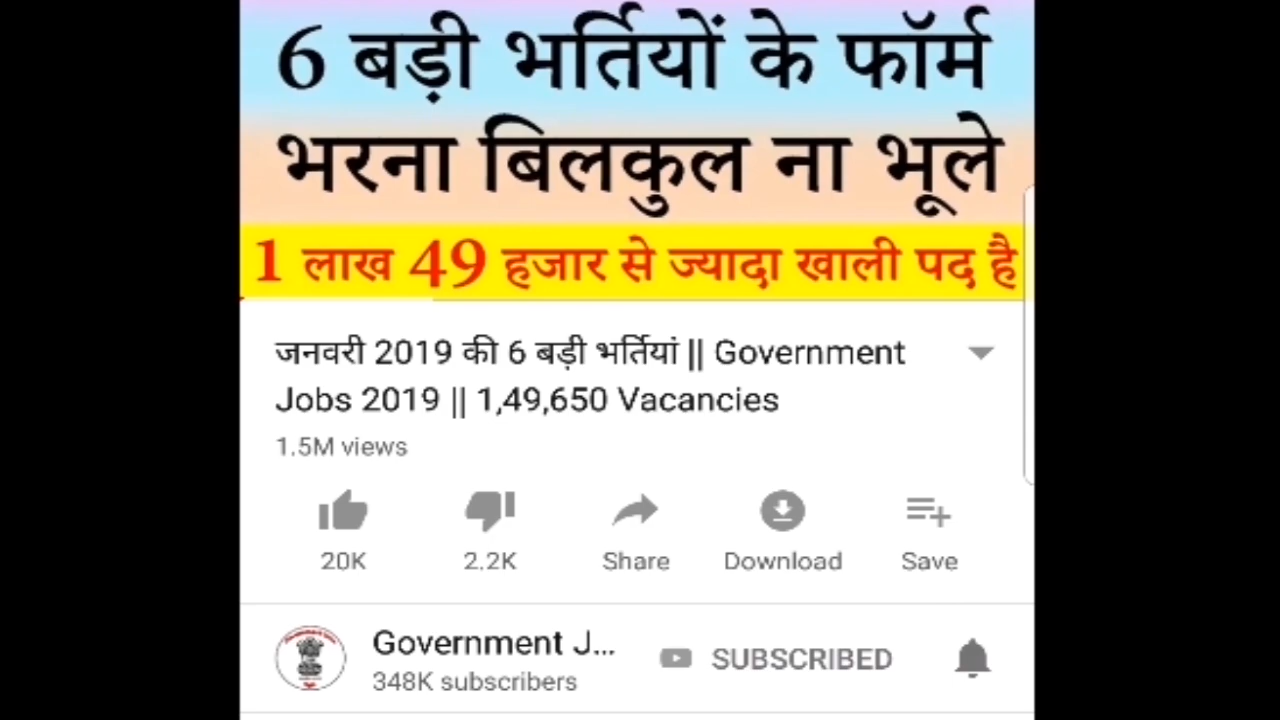 6 बड़ी भर्तियों के फॉर्म
भरना बिलकुल ना भूले
1 लाख 49 हजार से ज्यादा खाली पद है
जनवरी 2019 की 6 बड़ी भर्तियां || Government
Jobs 2019 || 1,49,650 Vacancies
1.5M views
20K 2.2K Share Download Save
Government J... SUBSCRIBED
348K subscribers